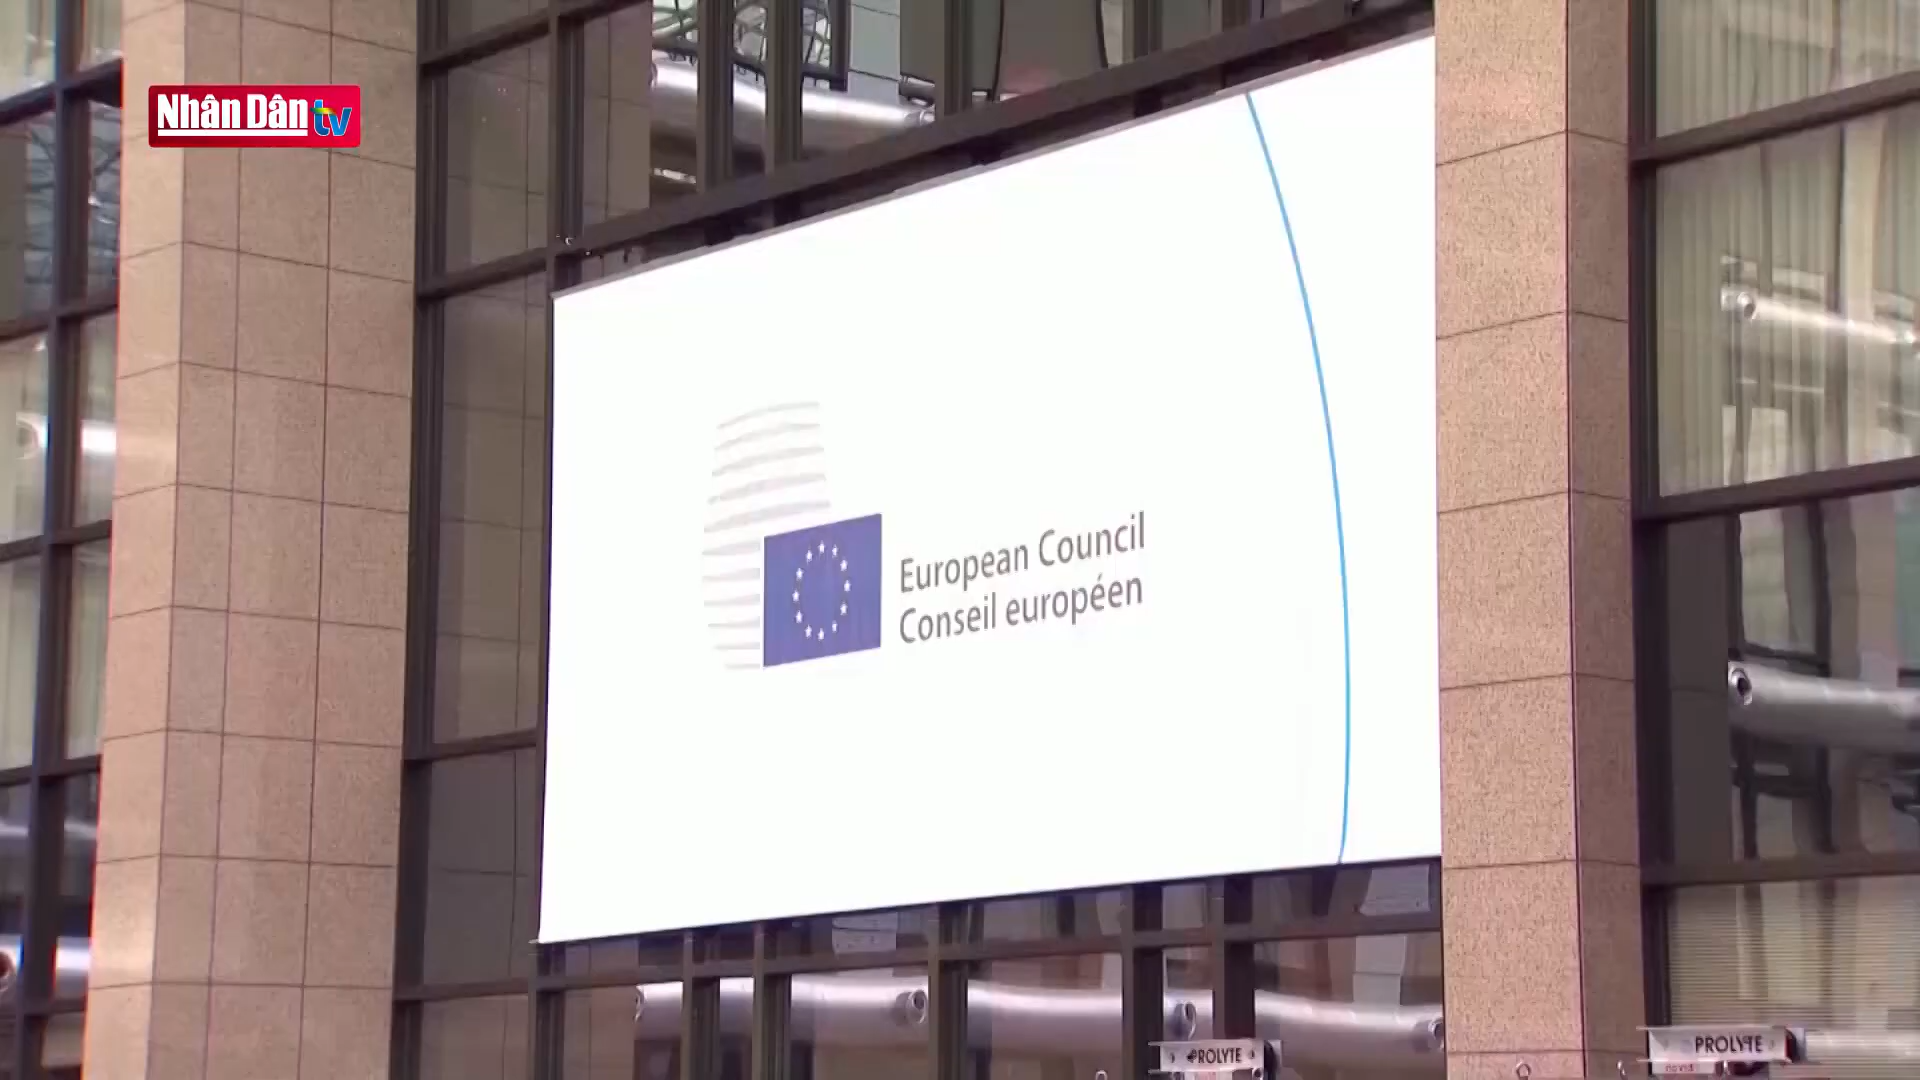 Nhân Dân tv
European Council
Conseil européen
PROLYTE
PROLYTE